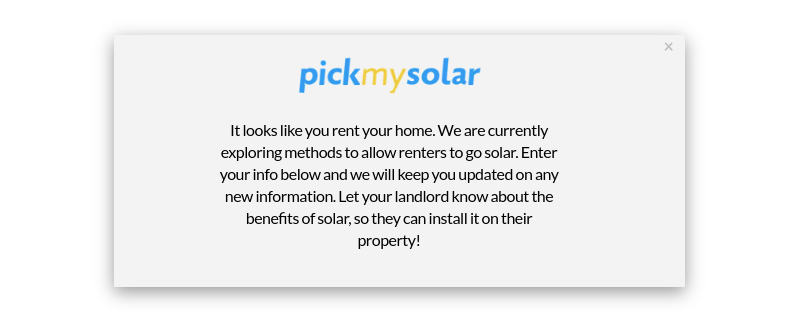 ×
pickmysolar
It looks like you rent your home. We are currently
exploring methods to allow renters to go solar. Enter
your info below and we will keep you updated on any
new information. Let your landlord know about the
benefits of solar, so they can install it on their
property!